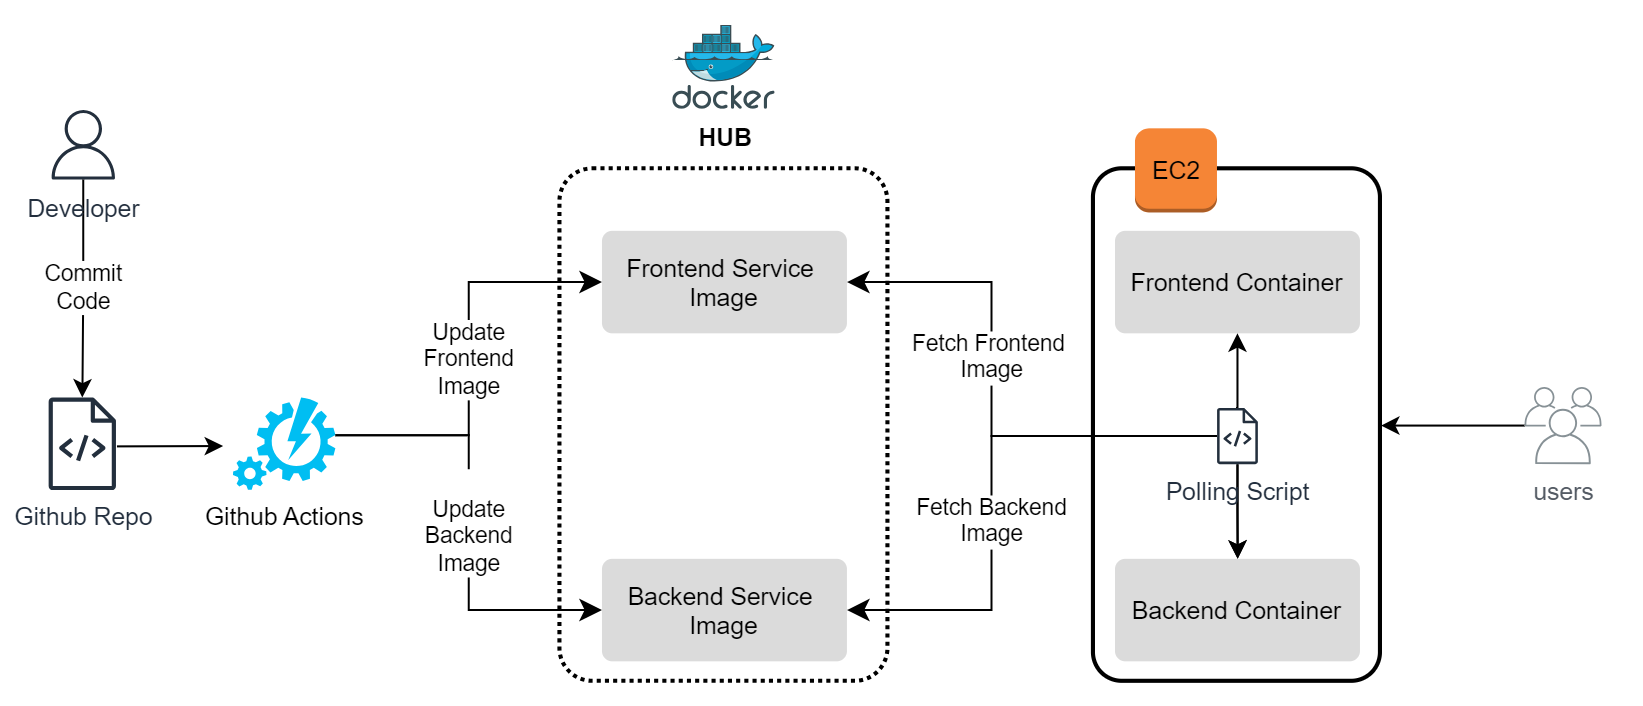 docker
HUB
EC2
Developer
Commit
Code
Frontend Service
Image
Frontend Container
Update
Frontend
Image
Fetch Frontend
Image
Github Repo
Github Actions
Update
Backend
Image
Fetch Backend
Image
Polling Script
users
Backend Service
Image
Backend Container